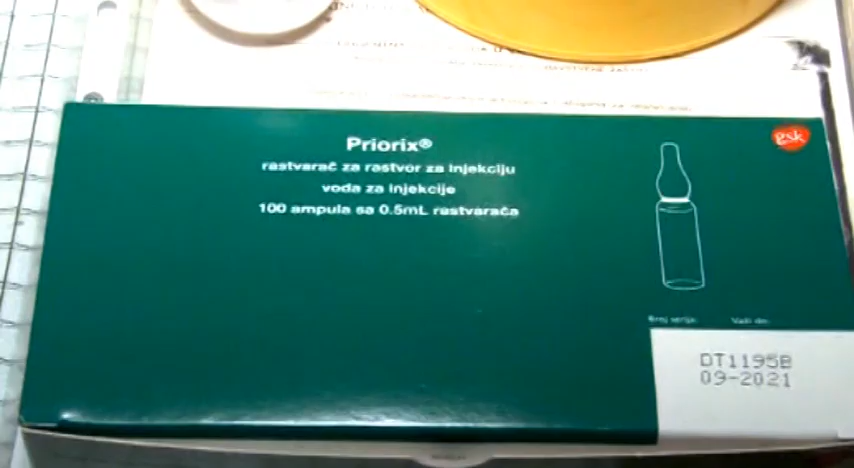 Priorix®
rastvarač za rastvor za injekciju
voda za injekcije
100 ampula sa 0.5mL rastvarača
gsk
Broj serije: Važi do:
DT1195B
09-2021